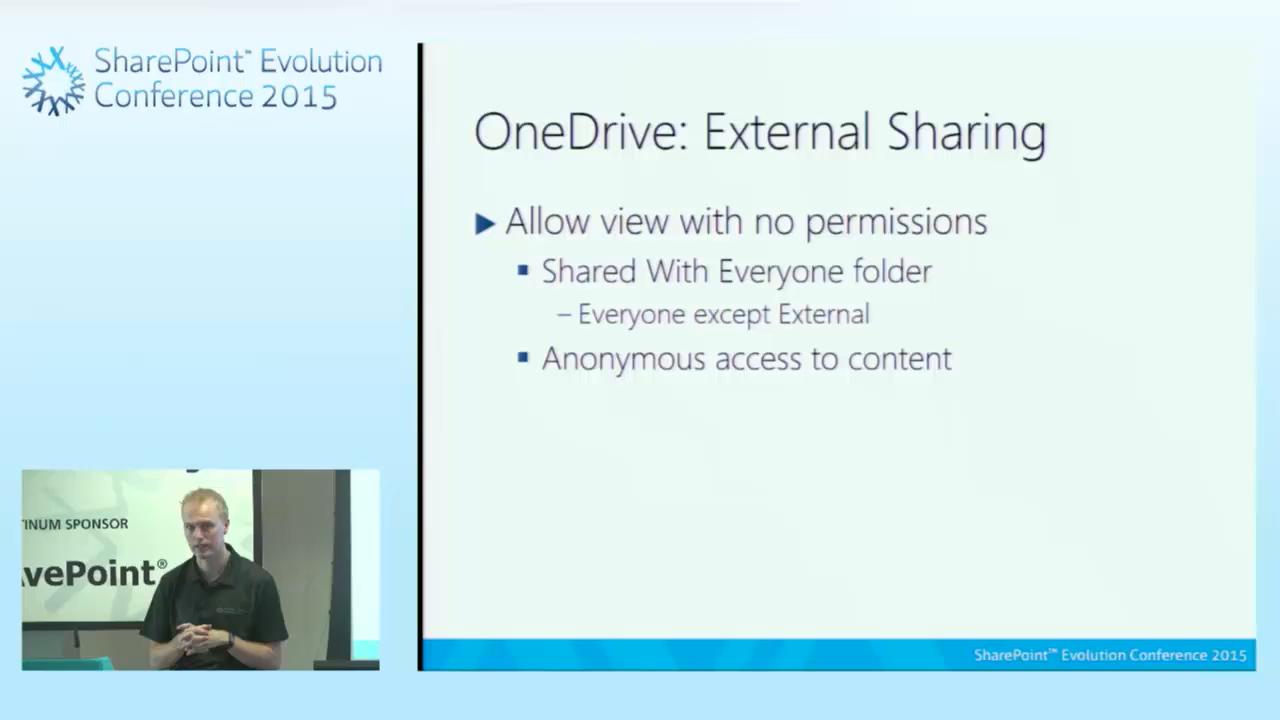 SharePoint™ Evolution
Conference 2015
OneDrive: External Sharing
Allow view with no permissions
Shared With Everyone folder
– Everyone except External
Anonymous access to content
TINUM SPONSOR
vePoint®
SharePoint™ Evolution Conference 2015